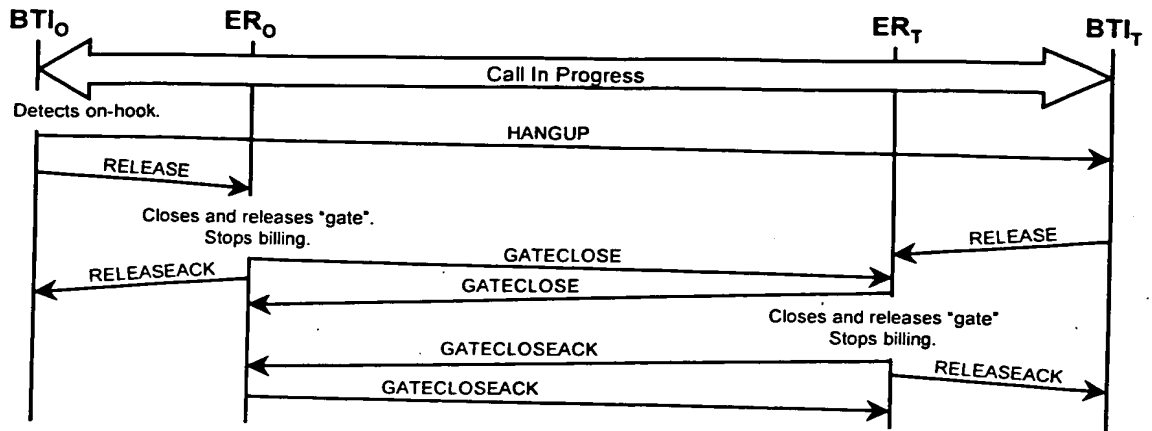 BTIO ERO ERT BTIT
Call In Progress
Detects on-hook.
HANGUP
RELEASE
Closes and releases "gate".
Stops billing.
RELEASE
GATECLOSE
RELEASEACK
GATECLOSE
Closes and releases "gate"
Stops billing.
GATECLOSEACK
RELEASEACK
GATECLOSEACK